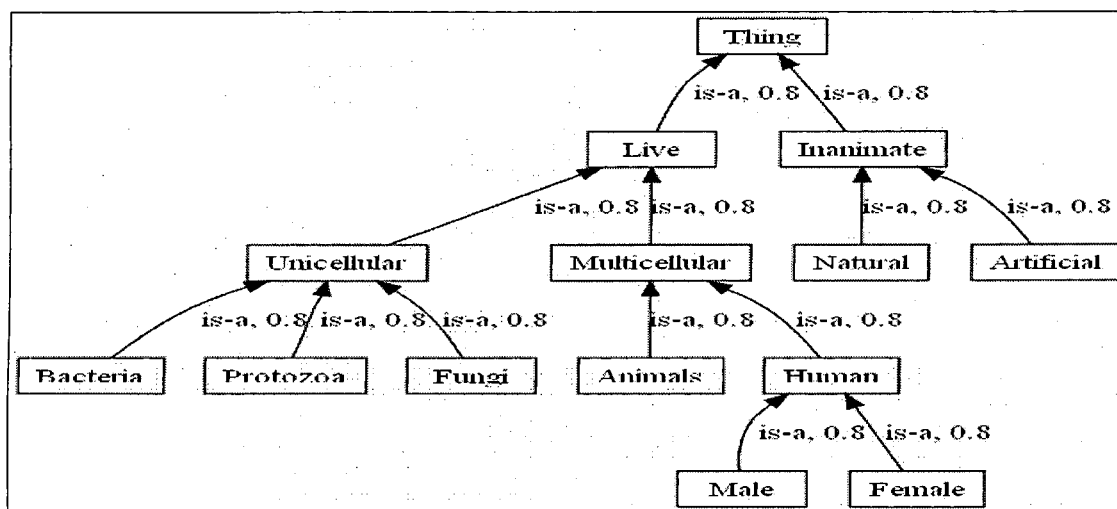 Thing
is-a, 0.8 is-a, 0.8
Live Inanimate
is-a, 0.8 is-a, 0.8 is-a, 0.8 is-a, 0.8
Unicellular Multicellular Natural Artificial
is-a, 0.8 is-a, 0.8 is-a, 0.8 is-a, 0.8 is-a, 0.8
Bacteria Protozoa Fungi Animals Human
is-a, 0.8 is-a, 0.8
Male Female